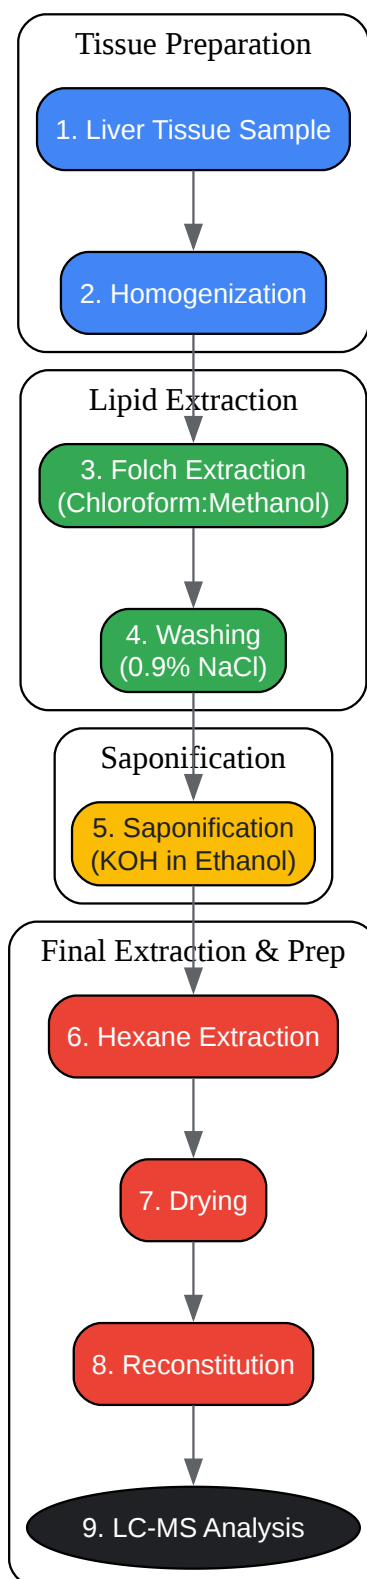 Tissue Preparation
1. Liver Tissue Sample
2. Homogenization
Lipid Extraction
3. Folch Extraction
(Chloroform:Methanol)
4. Washing
(0.9% NaCl)
Saponification
5. Saponification
(KOH in Ethanol)
Final Extraction & Prep
6. Hexane Extraction
7. Drying
8. Reconstitution
9. LC-MS Analysis